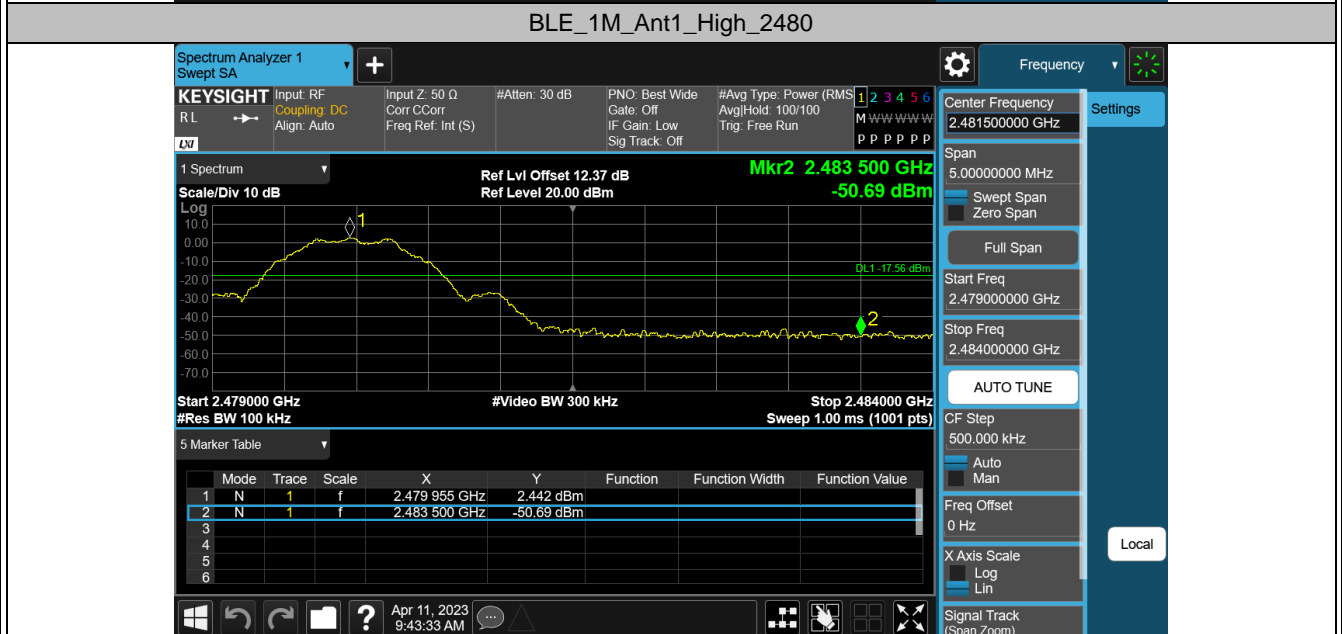 BLE_1M_Ant1_High_2480
Spectrum Analyzer 1
Swept SA
Frequency
KEYSIGHT
RL
LXI
Input: RF
Coupling: DC
Align: Auto
Input Z: 50 Ω
Corr CCorr
Freq Ref: Int (S)
#Atten: 30 dB
PNO: Best Wide
Gate: Off
IF Gain: Low
Sig Track: Off
#Avg Type: Power (RMS
Avg|Hold: 100/100
Trig: Free Run
1 2 3 4 5 6
M W W W W W
P P P P P P
1 Spectrum
Scale/Div 10 dB
Ref Lvl Offset 12.37 dB
Ref Level 20.00 dBm
Mkr2 2.483 500 GHz
-50.69 dBm
Log
10.0
0.00
-10.0
-20.0
-30.0
-40.0
-50.0
-60.0
-70.0
1
DL1 -17.56 dBm
2
Start 2.479000 GHz
#Video BW 300 kHz
Stop 2.484000 GHz
#Res BW 100 kHz
Sweep 1.00 ms (1001 pts)
5 Marker Table
Mode Trace Scale X Y Function Function Width Function Value
1 N 1 f 2.479 955 GHz 2.442 dBm
2 N 1 f 2.483 500 GHz -50.69 dBm
3
4
5
6
Apr 11, 2023
9:43:33 AM
Center Frequency
2.481500000 GHz
Settings
Span
5.00000000 MHz
Swept Span
Zero Span
Full Span
Start Freq
2.479000000 GHz
Stop Freq
2.484000000 GHz
AUTO TUNE
CF Step
500.000 kHz
Auto
Man
Freq Offset
0 Hz
X Axis Scale
Log
Lin
Local
Signal Track
(Span Zoom)